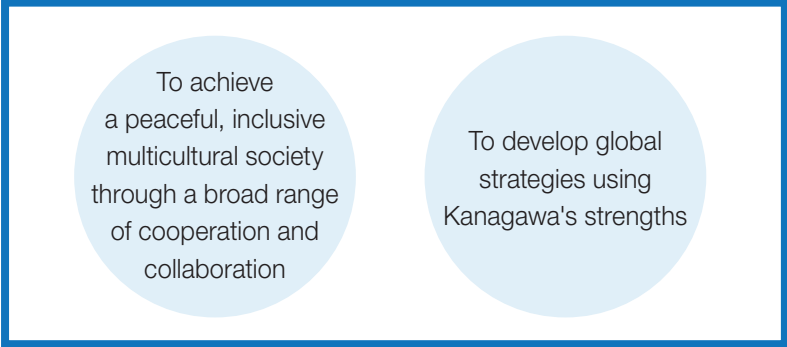 To achieve
a peaceful, inclusive
multicultural society
through a broad range
of cooperation and
collaboration
To develop global
strategies using
Kanagawa's strengths